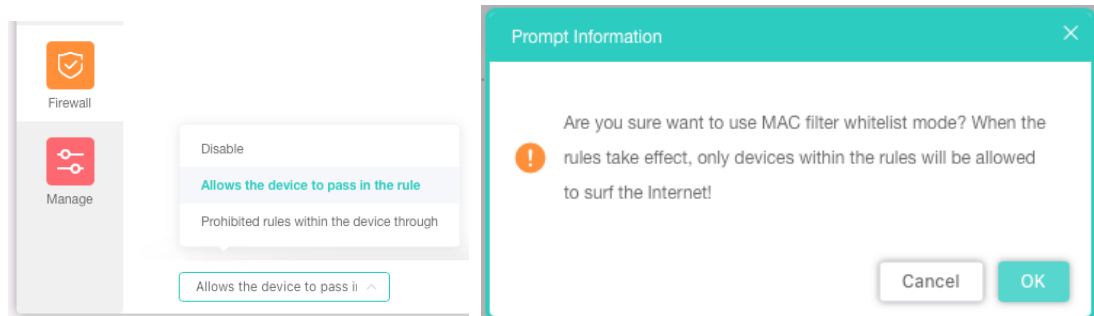 Firewall
Manage
Disable
Allows the device to pass in the rule
Prohibited rules within the device through
Allows the device to pass i
Prompt Information
Are you sure want to use MAC filter whitelist mode? When the
rules take effect, only devices within the rules will be allowed
to surf the Internet!
Cancel
OK